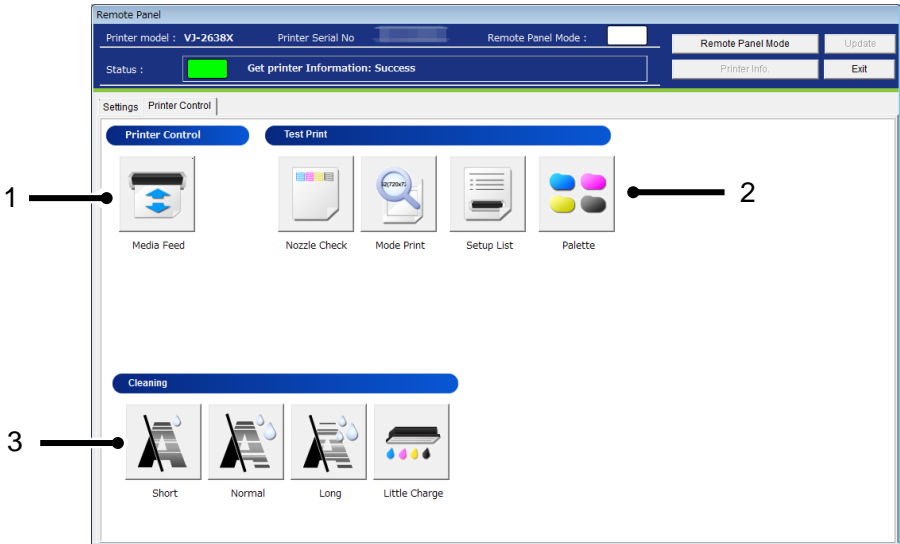 Remote Panel
Printer model : VJ-2638X Printer Serial No Remote Panel Mode :
Remote Panel Mode Update
Status : Get printer Information: Success
Printer Info. Exit
Settings Printer Control
Printer Control Test Print
1
2
Media Feed Nozzle Check Mode Print Setup List Palette
Cleaning
3
Short Normal Long Little Charge